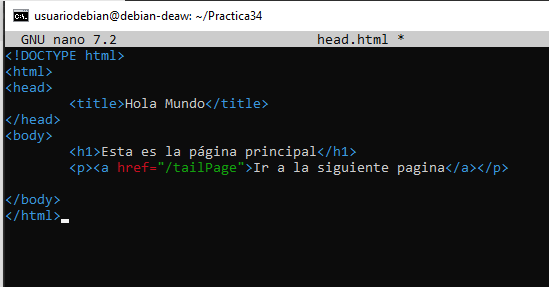 usuariodebian@debian-deaw: ~/Practica34
GNU nano 7.2 head.html *
<!DOCTYPE html>
<html>
<head>
<title>Hola Mundo</title>
</head>
<body>
<h1>Esta es la página principal</h1>
<p><a href="/tailPage">Ir a la siguiente pagina</a></p>
</body>
</html>